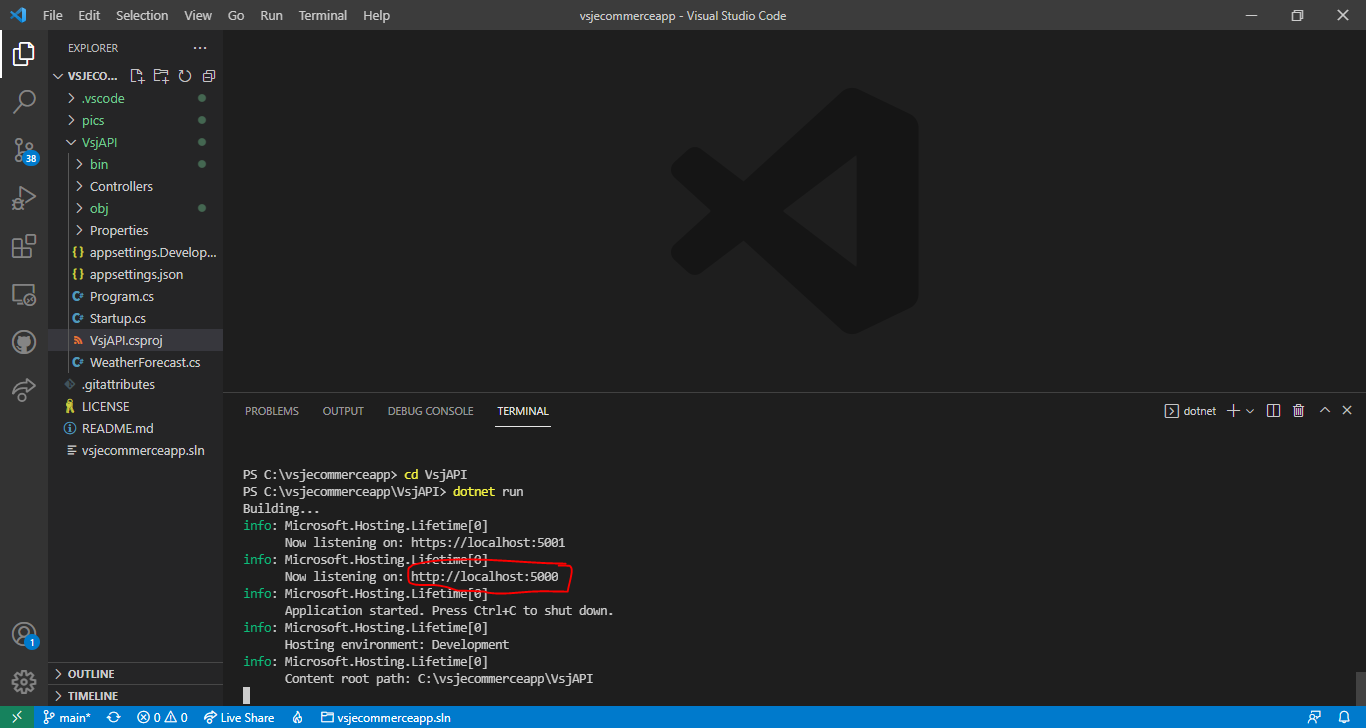 File Edit Selection View Go Run Terminal Help
vsjecommerceapp - Visual Studio Code
EXPLORER
VSJECO...
.vscode
pics
VsjAPI
bin
Controllers
obj
Properties
{} appsettings.Develop...
{} appsettings.json
C# Program.cs
C# Startup.cs
VsjAPI.csproj
C# WeatherForecast.cs
.gitattributes
LICENSE
README.md
vsjecommerceapp.sln
OUTLINE
TIMELINE
38
1
PROBLEMS OUTPUT DEBUG CONSOLE TERMINAL
dotnet
PS C:\vsjecommerceapp> cd VsjAPI
PS C:\vsjecommerceapp\VsjAPI> dotnet run
Building...
info: Microsoft.Hosting.Lifetime[0]
Now listening on: https://localhost:5001
info: Microsoft.Hosting.Lifetime[0]
Now listening on: http://localhost:5000
info: Microsoft.Hosting.Lifetime[0]
Application started. Press Ctrl+C to shut down.
info: Microsoft.Hosting.Lifetime[0]
Hosting environment: Development
info: Microsoft.Hosting.Lifetime[0]
Content root path: C:\vsjecommerceapp\VsjAPI
main* 0 0 Live Share vsjecommerceapp.sln